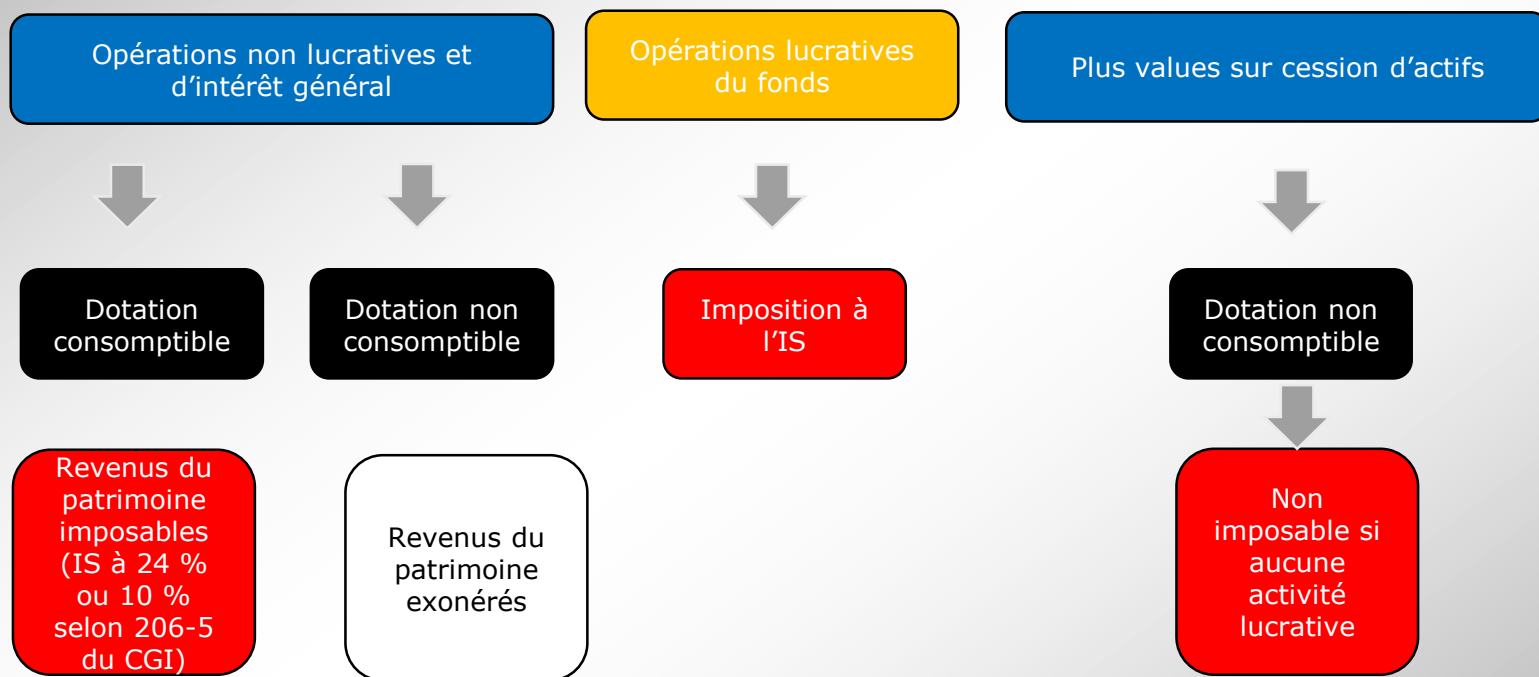 Opérations non lucratives et
d'intérêt général
Opérations lucratives
du fonds
Plus values sur cession d'actifs
Dotation
consomptible
Dotation non
consomptible
Imposition à
l'IS
Dotation non
consomptible
Revenus du
patrimoine
imposables
(IS à 24 %
ou 10 %
selon 206-5
du CGI)
Revenus du
patrimoine
exonérés
Non
imposable si
aucune
activité
lucrative